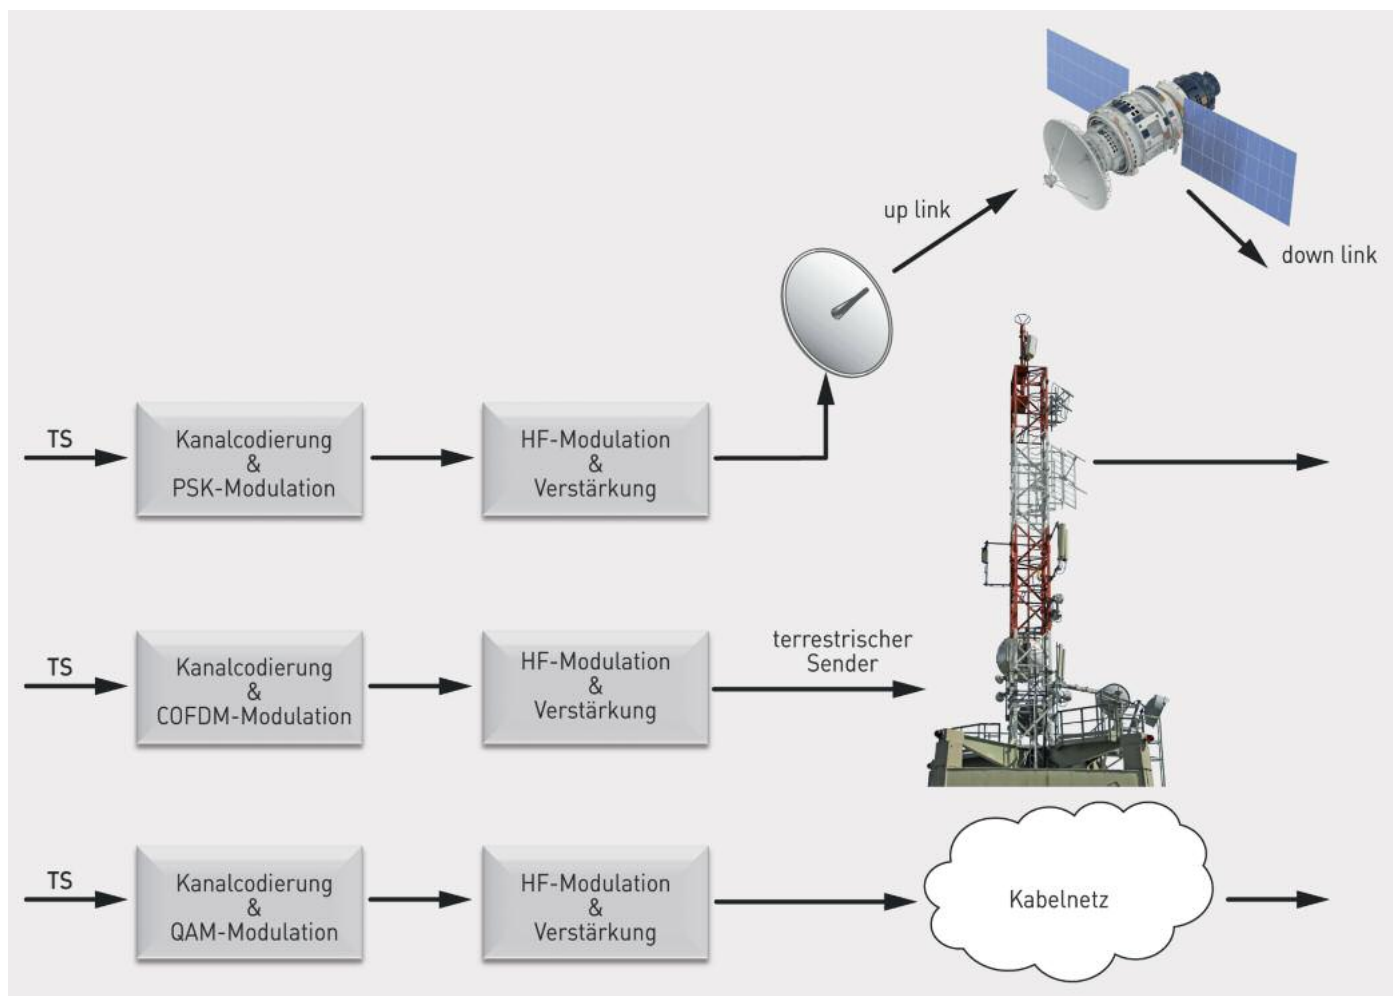 up link
down link
TS
Kanalcodierung
&
PSK-Modulation
HF-Modulation
&
Verstärkung
TS
Kanalcodierung
&
COFDM-Modulation
HF-Modulation
&
Verstärkung
terrestrischer
Sender
TS
Kanalcodierung
&
QAM-Modulation
HF-Modulation
&
Verstärkung
Kabelnetz